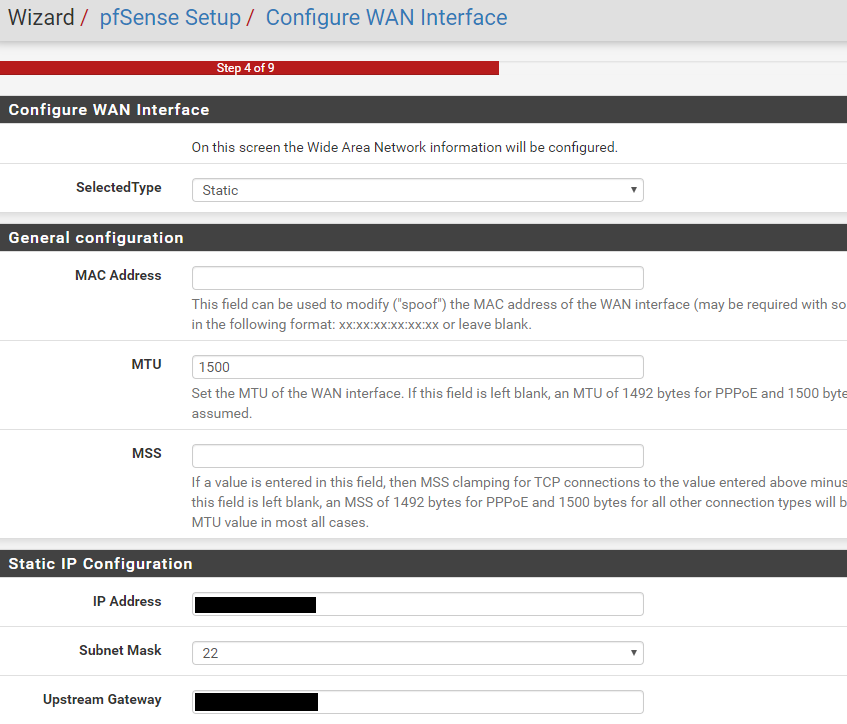 Wizard / pfSense Setup / Configure WAN Interface
Step 4 of 9
Configure WAN Interface
On this screen the Wide Area Network information will be configured.
SelectedType
Static
General configuration
MAC Address
This field can be used to modify ("spoof") the MAC address of the WAN interface (may be required with so
in the following format: xx:xx:xx:xx:xx:xx or leave blank.
MTU
1500
Set the MTU of the WAN interface. If this field is left blank, an MTU of 1492 bytes for PPPoE and 1500 byte
assumed.
MSS
If a value is entered in this field, then MSS clamping for TCP connections to the value entered above minus
this field is left blank, an MSS of 1492 bytes for PPPoE and 1500 bytes for all other connection types will b
MTU value in most all cases.
Static IP Configuration
IP Address
Subnet Mask
22
Upstream Gateway